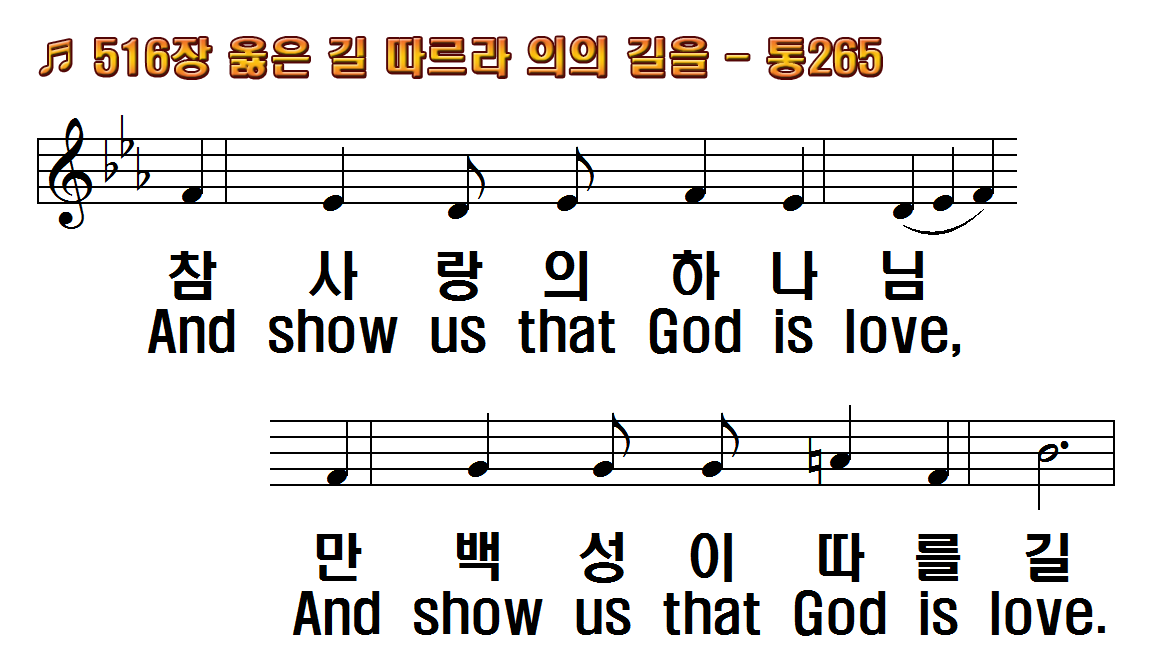 ♬ 516장 옳은 길 따르라 의의 길을 - 통265
참 사 랑 의 하 나 님
And show us that God is love,
만 백 성 이 따 를 길
And show us that God is love.